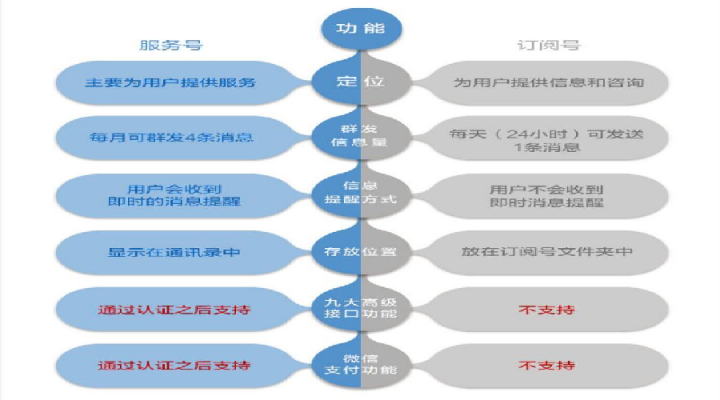 功能
服务号
订阅号
主要为用户提供服务
定位
为用户提供信息和咨询
每月可群发4条消息
群发
信息量
每天（24小时）可发送
1条消息
用户会收到
即时的消息提醒
信息
提醒方式
用户不会收到
即时消息提醒
显示在通讯录中
存放位置
放在订阅号文件夹中
通过认证之后支持
九大高级
接口功能
不支持
通过认证之后支持
微信
支付功能
不支持